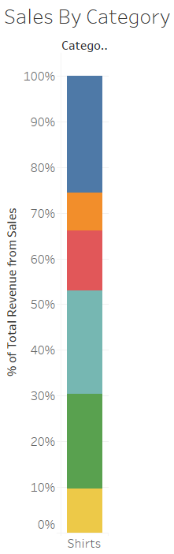 Sales By Category
Catego..
100%
90%
80%
70%
60%
50%
40%
30%
20%
10%
0%
% of Total Revenue from Sales
Shirts